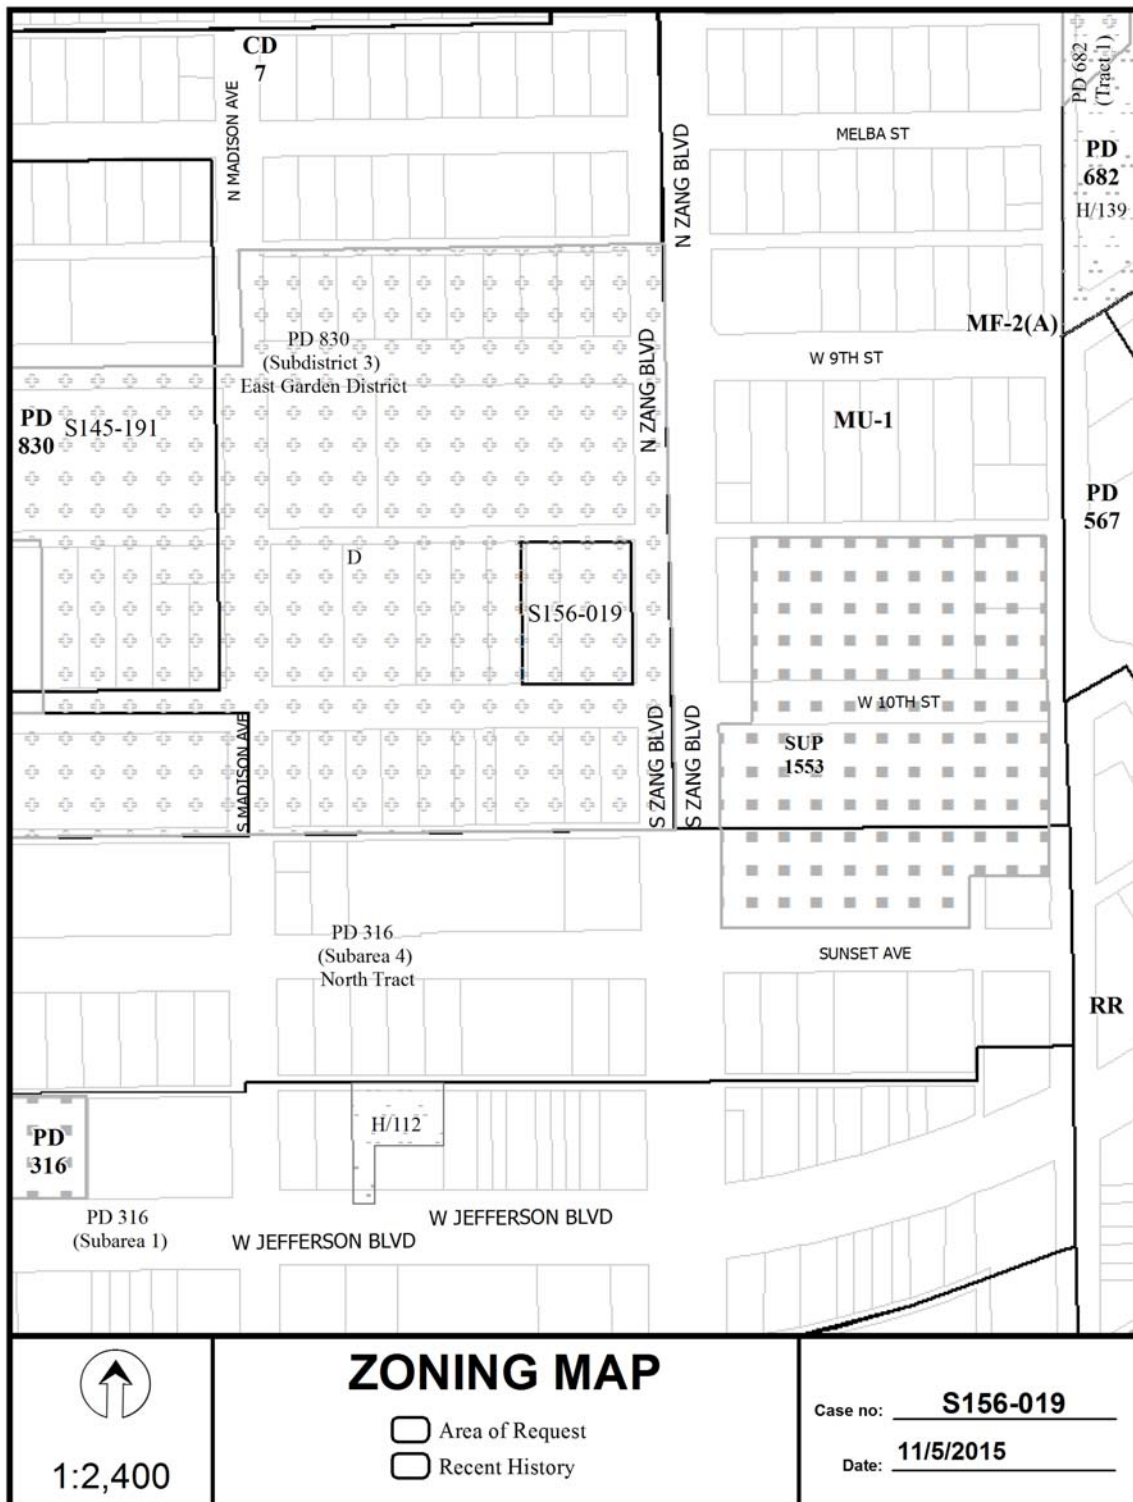 CD
7
PD 682
(Tract 1)
N MADISON AVE
N ZANG BLVD
MELBA ST
PD
682
H/139
MF-2(A)
PD 830
(Subdistrict 3)
East Garden District
N ZANG BLVD
W 9TH ST
PD
830
S145-191
MU-1
PD
567
D
S156-019
W 10TH ST
S MADISON AVE
S ZANG BLVD
S ZANG BLVD
SUP
1553
PD 316
(Subarea 4)
North Tract
SUNSET AVE
RR
H/112
PD
316
PD 316
(Subarea 1)
W JEFFERSON BLVD
W JEFFERSON BLVD
1:2,400
ZONING MAP
Area of Request
Recent History
Case no: S156-019
Date: 11/5/2015